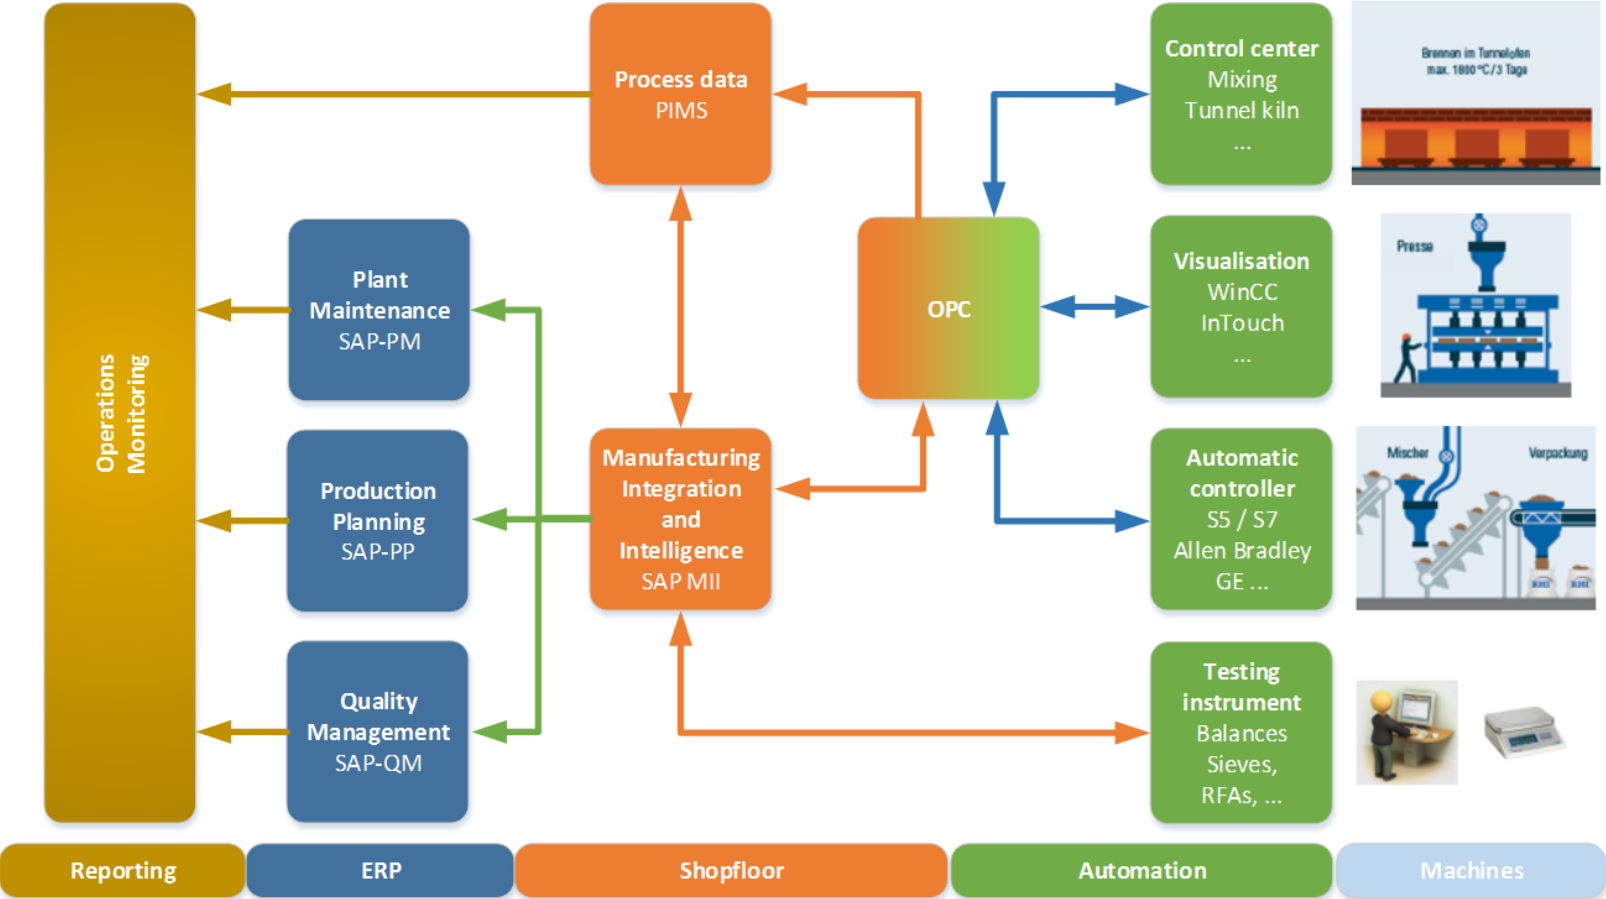 Operations
Monitoring
Process data
PIMS
Plant
Maintenance
SAP-PM
Production
Planning
SAP-PP
Quality
Management
SAP-QM
Manufacturing
Integration
and
Intelligence
SAP MII
OPC
Control center
Mixing
Tunnel kiln
...
Visualisation
WinCC
InTouch
...
Automatic
controller
S5 / S7
Allen Bradley
GE ...
Testing
instrument
Balances
Sieves,
RFAs, ...
Brennen im Tunnelofen
max. 1800 °C/3 Tage
Presse
Mischer
Verpackung
RHI
RHI
Reporting
ERP
Shopfloor
Automation
Machines